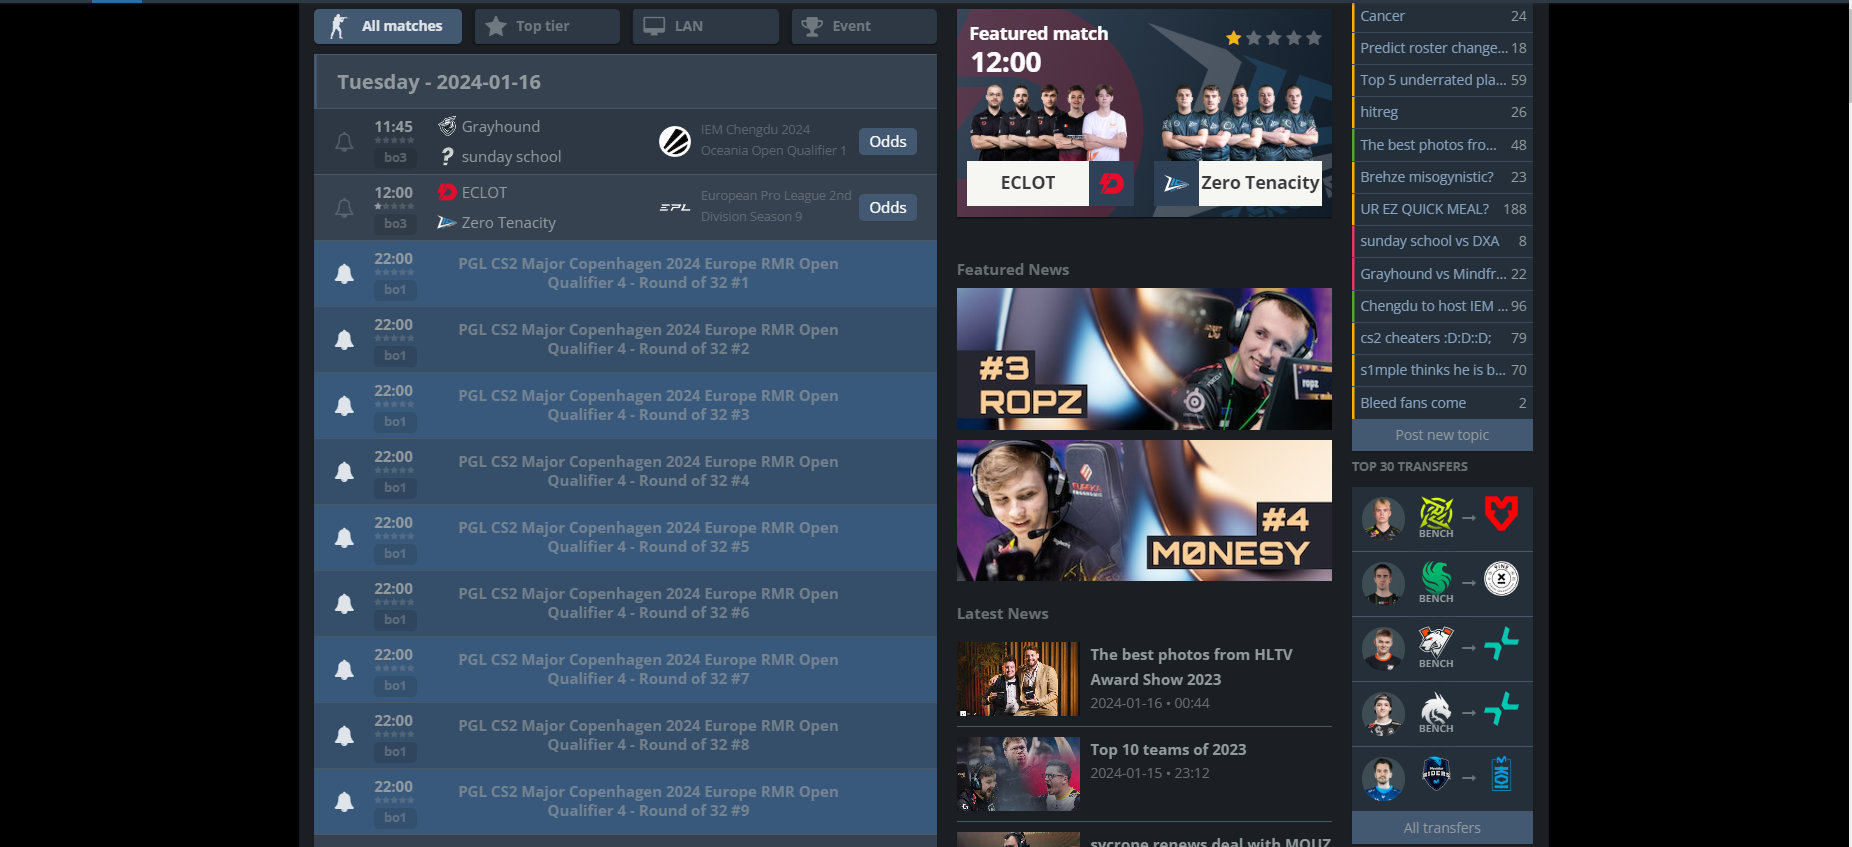 All matches
Top tier
LAN
Event
Tuesday - 2024-01-16
11:45
bo3
Grayhound
sunday school
IEM Chengdu 2024
Oceania Open Qualifier 1
Odds
12:00
bo3
ECLOT
Zero Tenacity
EPL
European Pro League 2nd
Division Season 9
Odds
22:00
bo1
PGL CS2 Major Copenhagen 2024 Europe RMR Open
Qualifier 4 - Round of 32 #1
22:00
bo1
PGL CS2 Major Copenhagen 2024 Europe RMR Open
Qualifier 4 - Round of 32 #2
22:00
bo1
PGL CS2 Major Copenhagen 2024 Europe RMR Open
Qualifier 4 - Round of 32 #3
22:00
bo1
PGL CS2 Major Copenhagen 2024 Europe RMR Open
Qualifier 4 - Round of 32 #4
22:00
bo1
PGL CS2 Major Copenhagen 2024 Europe RMR Open
Qualifier 4 - Round of 32 #5
22:00
bo1
PGL CS2 Major Copenhagen 2024 Europe RMR Open
Qualifier 4 - Round of 32 #6
22:00
bo1
PGL CS2 Major Copenhagen 2024 Europe RMR Open
Qualifier 4 - Round of 32 #7
22:00
bo1
PGL CS2 Major Copenhagen 2024 Europe RMR Open
Qualifier 4 - Round of 32 #8
22:00
bo1
PGL CS2 Major Copenhagen 2024 Europe RMR Open
Qualifier 4 - Round of 32 #9
Featured match
12:00
ECLOT
Zero Tenacity
Featured News
#3
ROPZ
ropz
#4
MØNESY
Latest News
The best photos from HLTV
Award Show 2023
2024-01-16 • 00:44
Top 10 teams of 2023
2024-01-15 • 23:12
sycrone renews deal with MOUZ
Cancer 24
Predict roster change... 18
Top 5 underrated pla... 59
hitreg 26
The best photos fro... 48
Brehze misogynistic? 23
UR EZ QUICK MEAL? 188
sunday school vs DXA 8
Grayhound vs Mindfr... 22
Chengdu to host IEM ... 96
cs2 cheaters :D:D::D; 79
s1mple thinks he is b... 70
Bleed fans come 2
Post new topic
TOP 30 TRANSFERS
BENCH
BENCH
BENCH
BENCH
RIDERS
KOI
All transfers